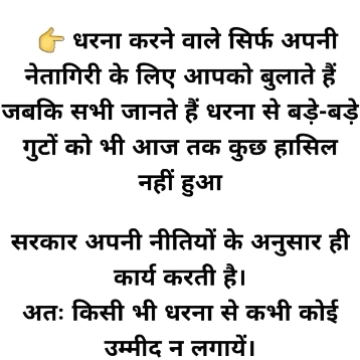 👉 धरना करने वाले सिर्फ अपनी
नेतागिरी के लिए आपको बुलाते हैं
जबकि सभी जानते हैं धरना से बड़े-बड़े
गुटों को भी आज तक कुछ हासिल
नहीं हुआ
सरकार अपनी नीतियों के अनुसार ही
कार्य करती है।
अतः किसी भी धरना से कभी कोई
उम्मीद न लगायें।